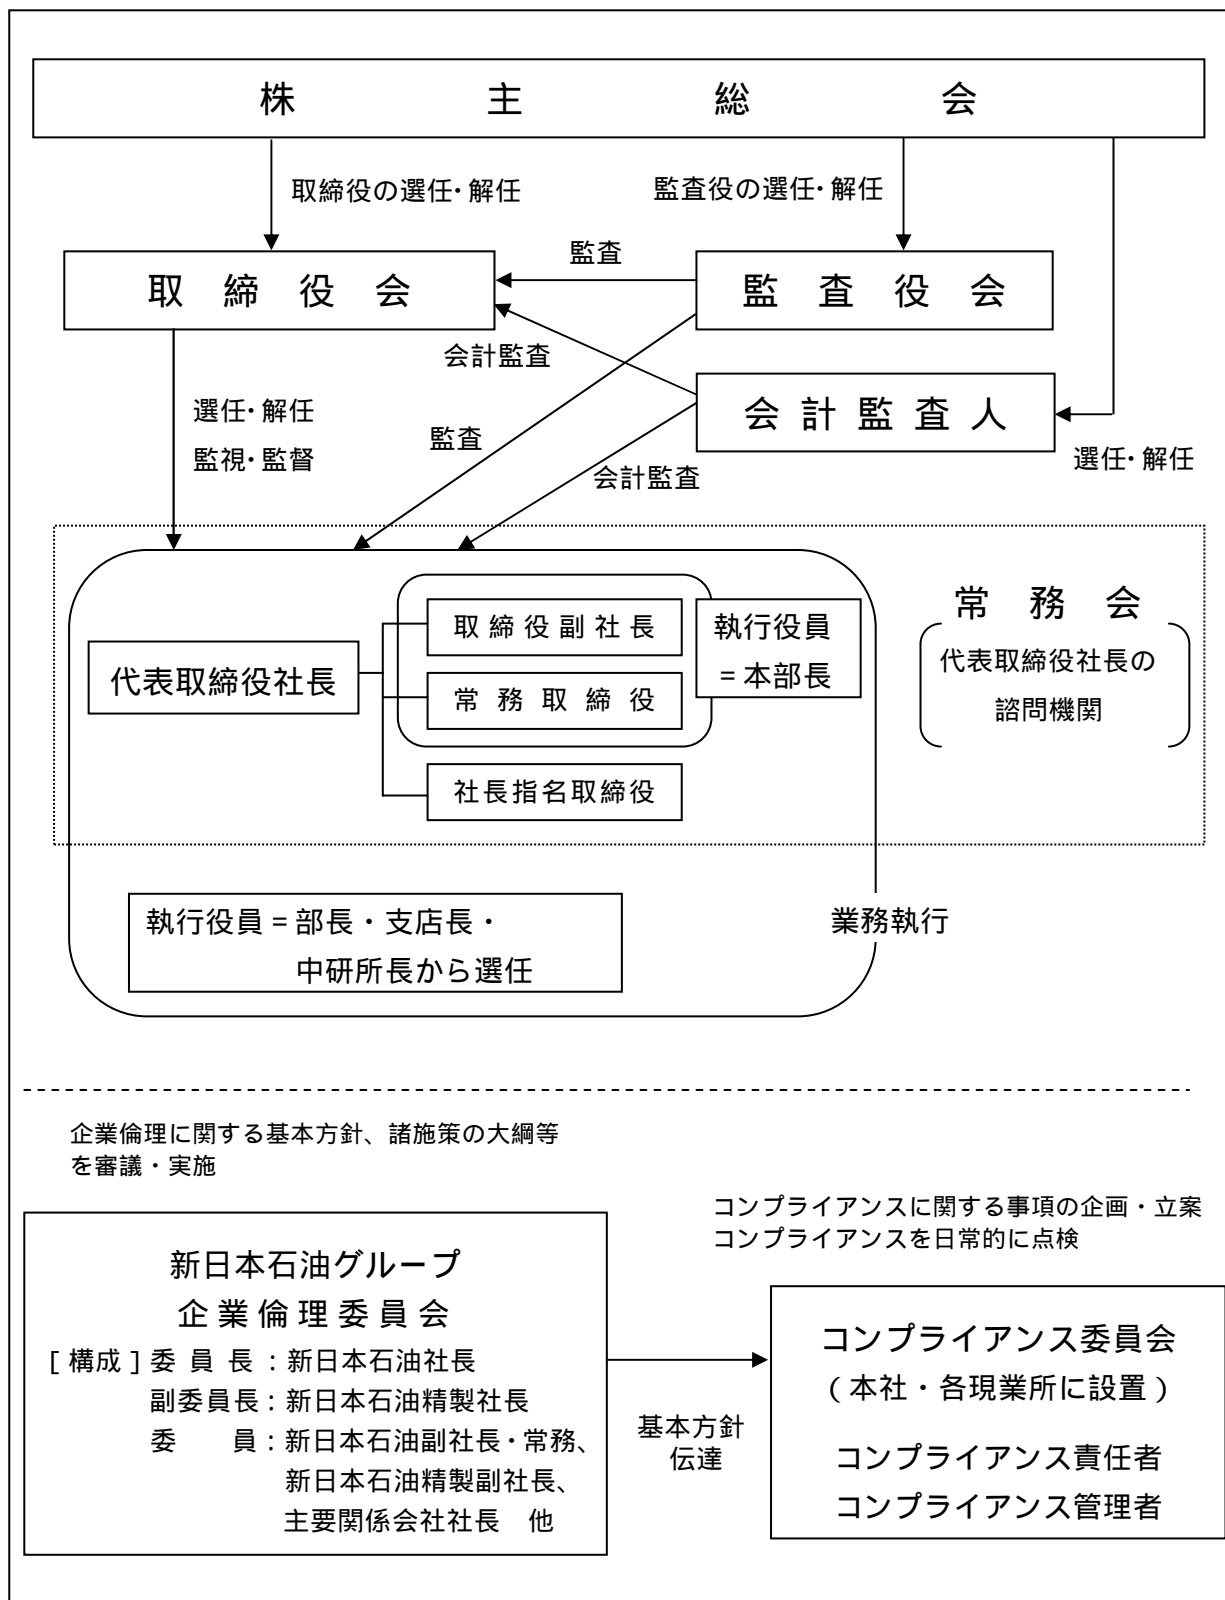 株主総会
取締役の選任・解任
監査役の選任・解任
監査
取締役会
監査役会
会計監査
会計監査人
選任・解任
監視・監督
監査
会計監査
選任・解任
取締役副社長
執行役員
=本部長
常務会
代表取締役社長の
諮問機関
代表取締役社長
常務取締役
社長指名取締役
執行役員=部長・支店長・
中研所長から選任
業務執行
企業倫理に関する基本方針、諸施策の大綱等
を審議・実施
コンプライアンスに関する事項の企画・立案
コンプライアンスを日常的に点検
新日本石油グループ
企業倫理委員会
[構成]委員長:新日本石油社長
副委員長:新日本石油精製社長
委員:新日本石油副社長・常務、
新日本石油精製副社長、
主要関係会社社長 他
基本方針
伝達
コンプライアンス委員会
(本社・各現業所に設置)
コンプライアンス責任者
コンプライアンス管理者